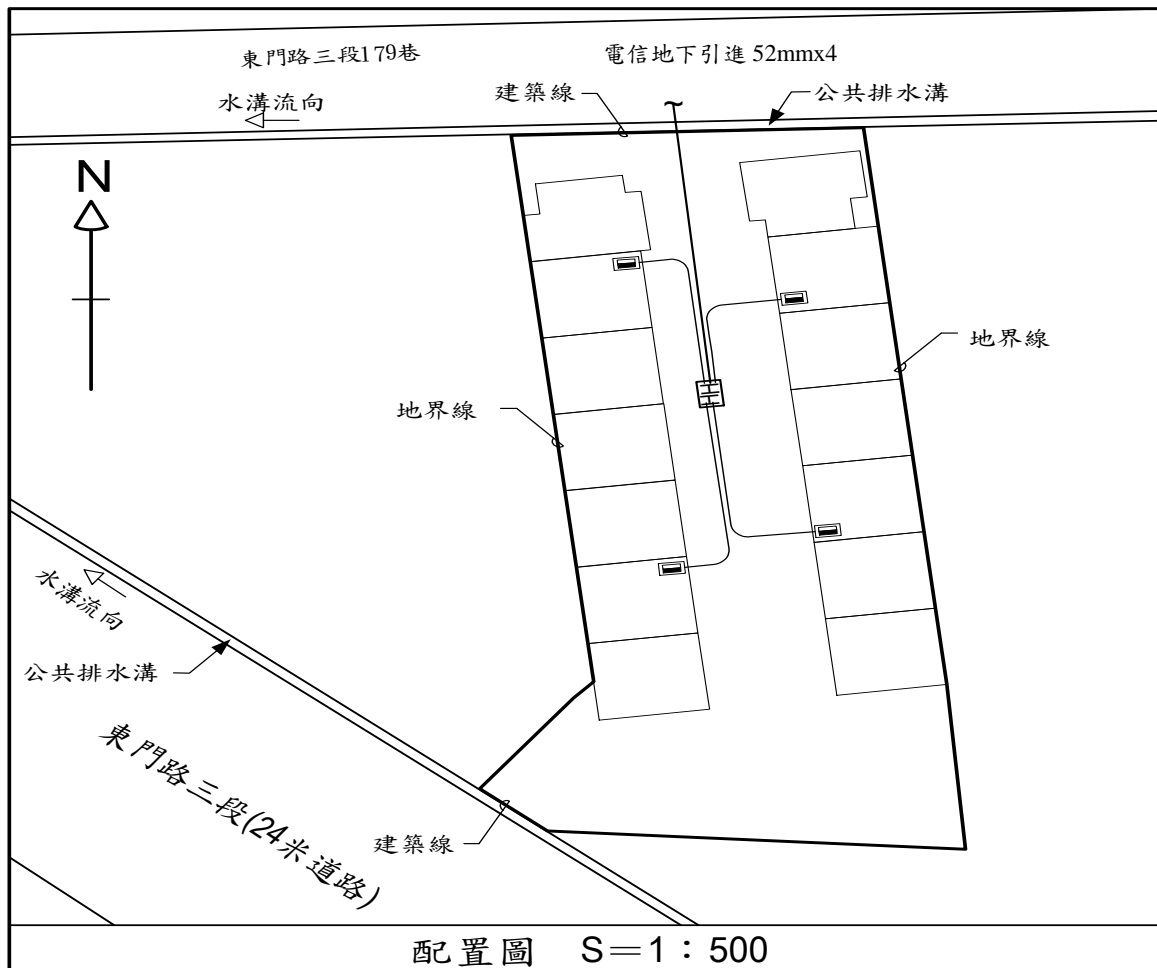 東門路三段179巷
電信地下引進 52mmx4
建築線
公共排水溝
水溝流向
N
地界線
地界線
水溝流向
公共排水溝
東門路三段(24米道路)
建築線
配置圖 S=1：500